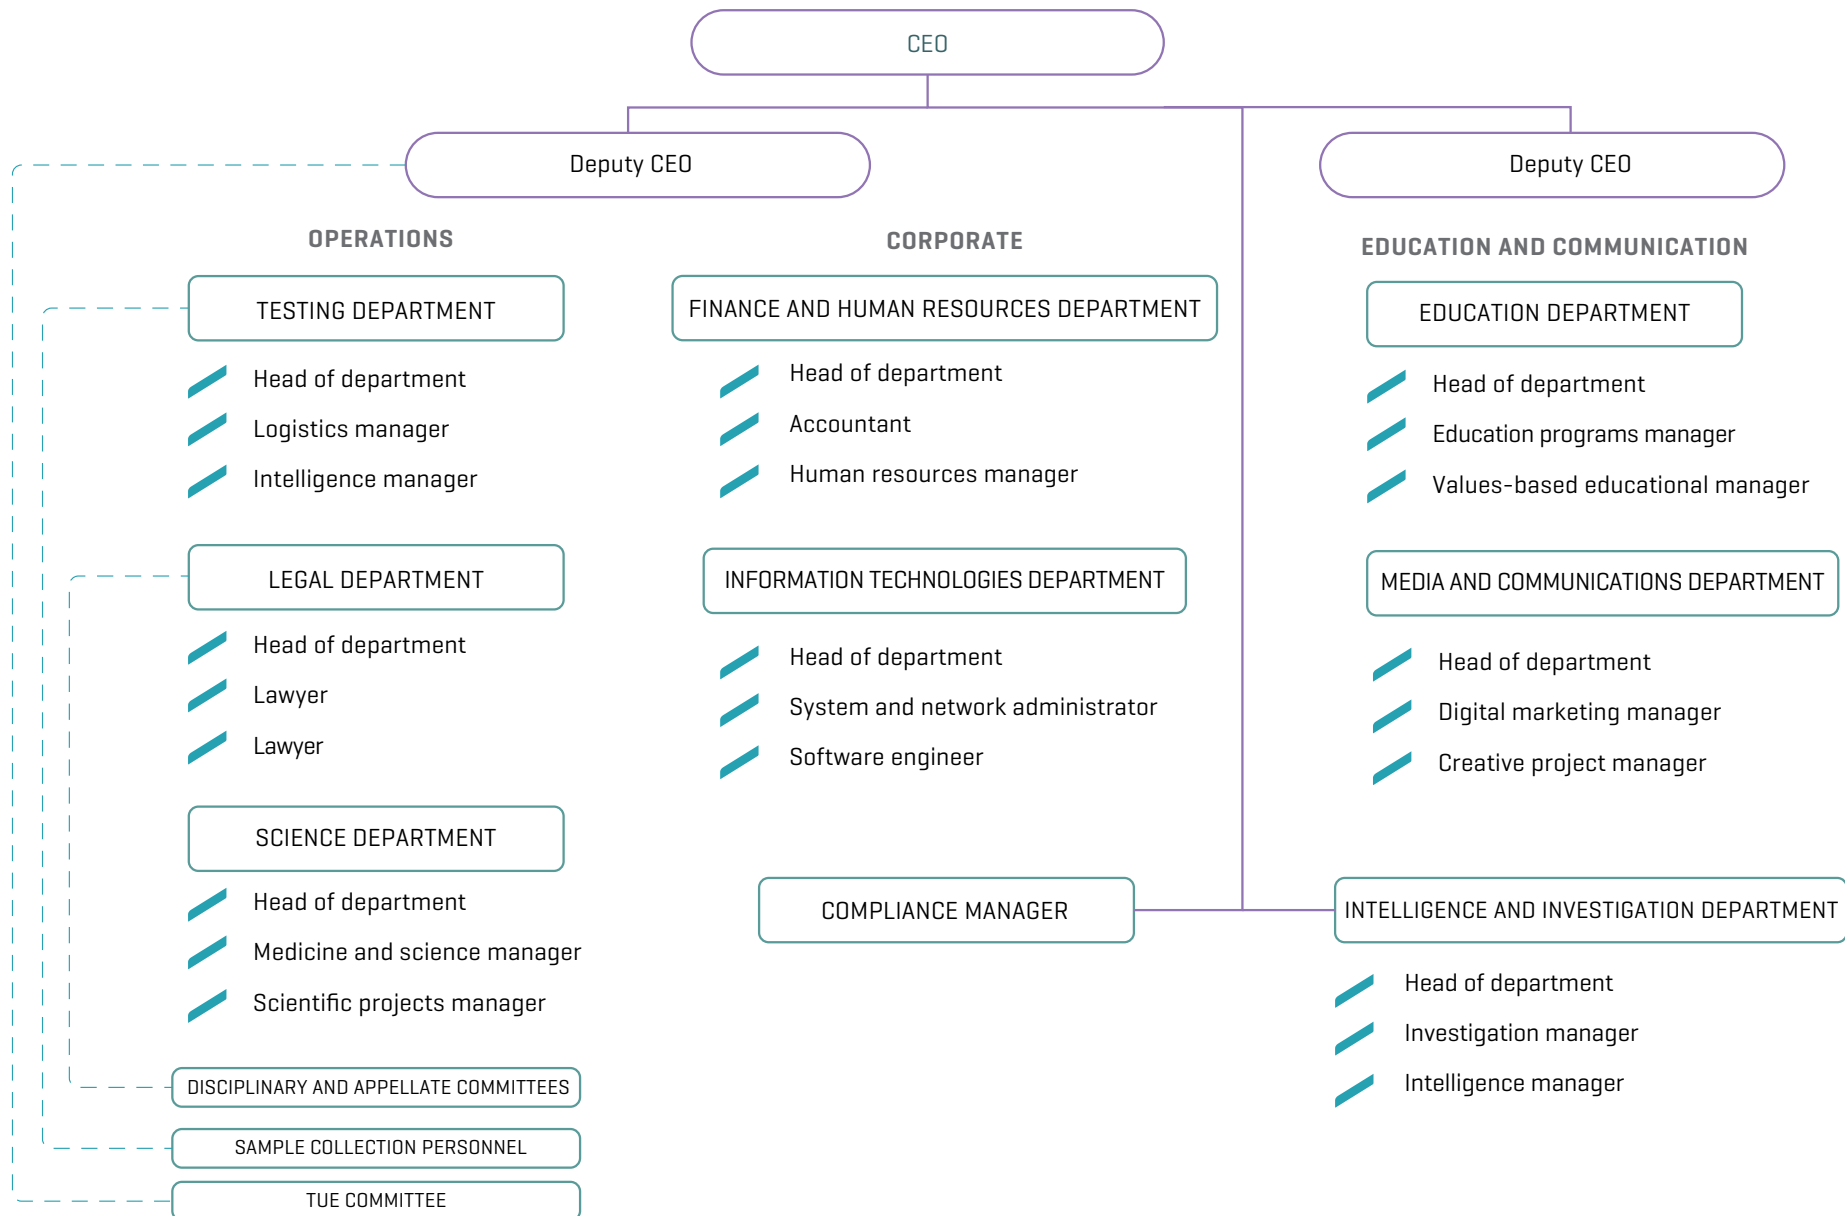 CEO
Deputy CEO
Deputy CEO
OPERATIONS
TESTING DEPARTMENT
Head of department
Logistics manager
Intelligence manager
LEGAL DEPARTMENT
Head of department
Lawyer
Lawyer
SCIENCE DEPARTMENT
Head of department
Medicine and science manager
Scientific projects manager
DISCIPLINARY AND APPELLATE COMMITTEES
SAMPLE COLLECTION PERSONNEL
TUE COMMITTEE
CORPORATE
FINANCE AND HUMAN RESOURCES DEPARTMENT
Head of department
Accountant
Human resources manager
INFORMATION TECHNOLOGIES DEPARTMENT
Head of department
System and network administrator
Software engineer
COMPLIANCE MANAGER
EDUCATION AND COMMUNICATION
EDUCATION DEPARTMENT
Head of department
Education programs manager
Values-based educational manager
MEDIA AND COMMUNICATIONS DEPARTMENT
Head of department
Digital marketing manager
Creative project manager
INTELLIGENCE AND INVESTIGATION DEPARTMENT
Head of department
Investigation manager
Intelligence manager